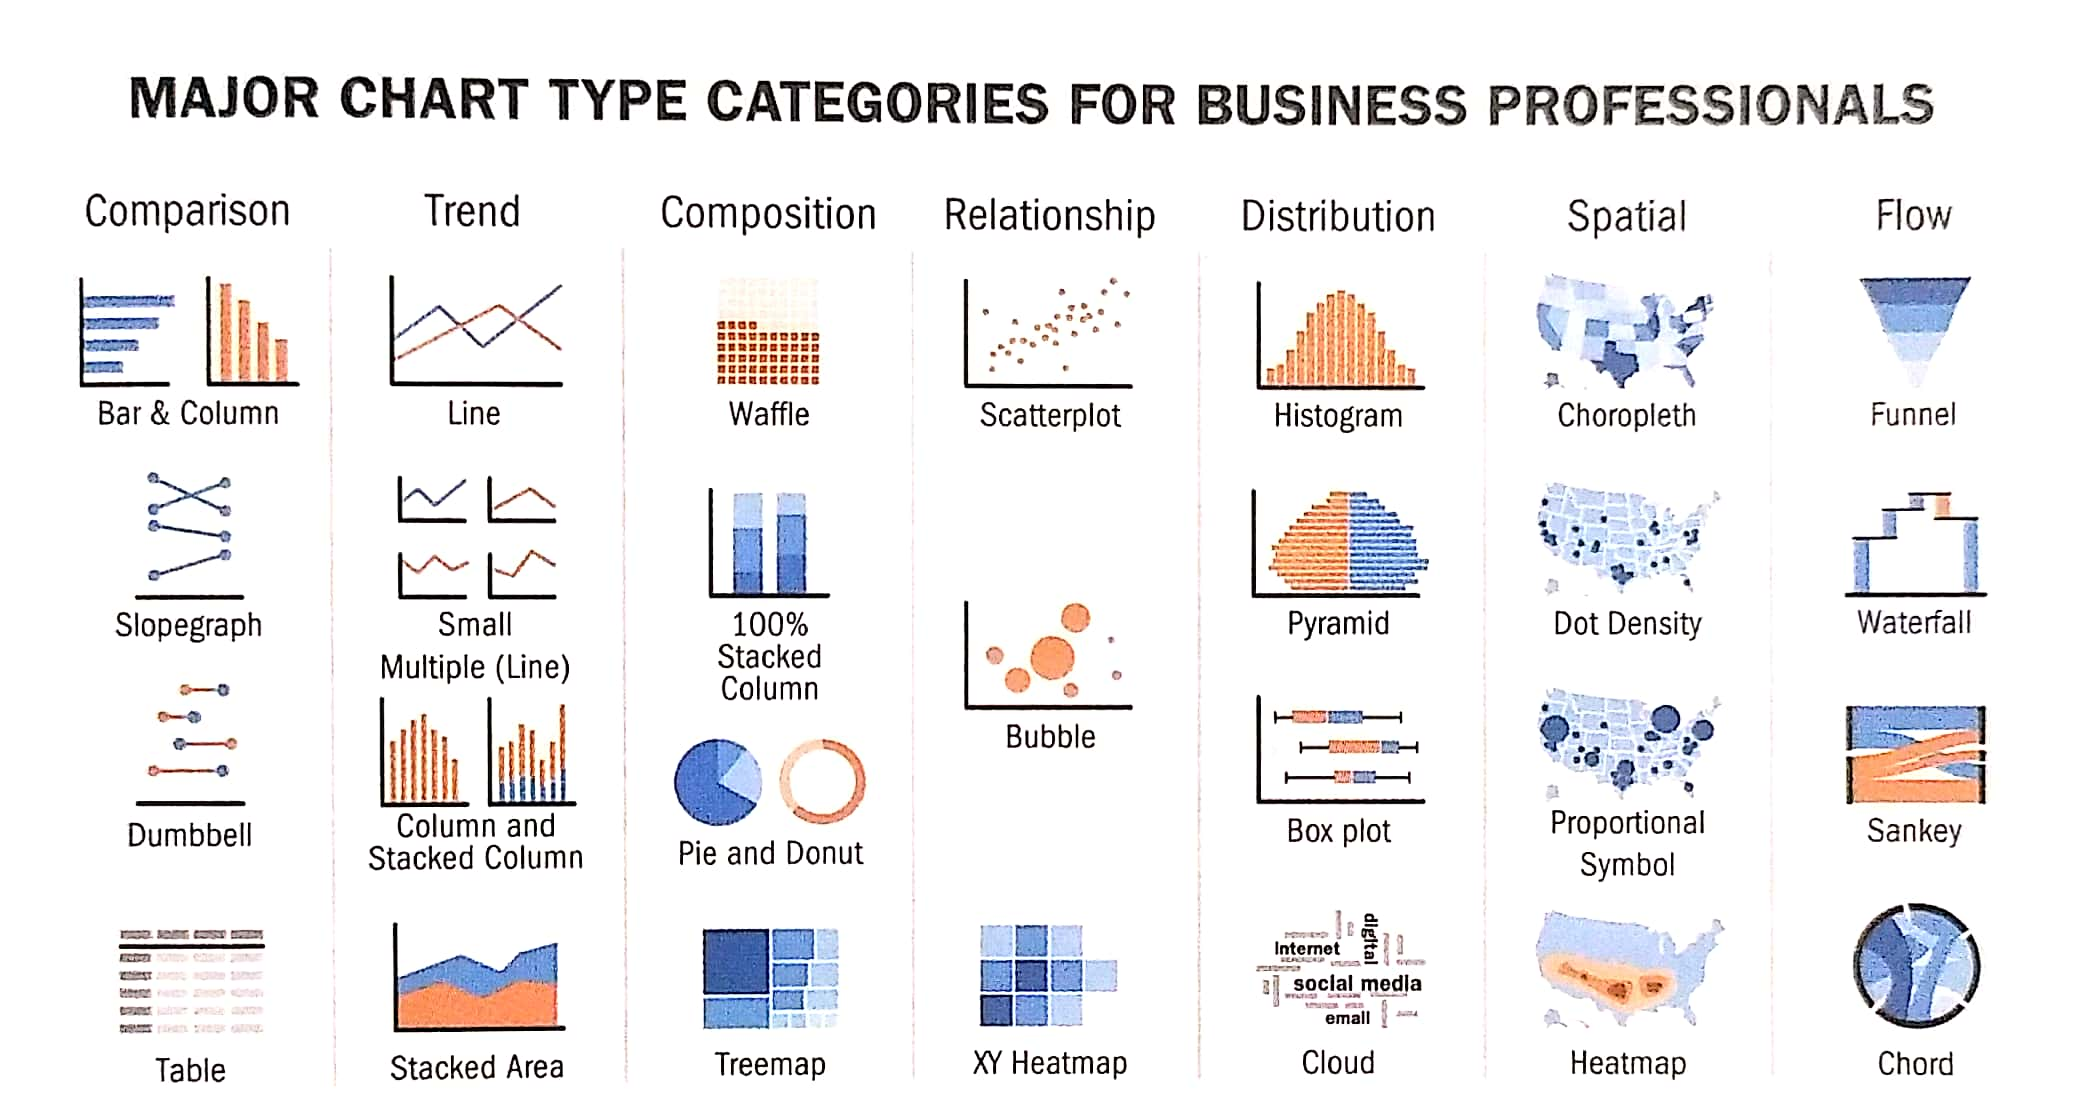 MAJOR CHART TYPE CATEGORIES FOR BUSINESS PROFESSIONALS
Comparison
Bar & Column
Slopegraph
Dumbbell
Table
Trend
Line
Small
Multiple (Line)
Column and
Stacked Column
Stacked Area
Composition
Waffle
100%
Stacked
Column
Pie and Donut
Treemap
Relationship
Scatterplot
Bubble
XY Heatmap
Distribution
Histogram
Pyramid
Box plot
digital
Internet
social media
email
Cloud
Spatial
Choropleth
Dot Density
Proportional
Symbol
Heatmap
Flow
Funnel
Waterfall
Sankey
Chord